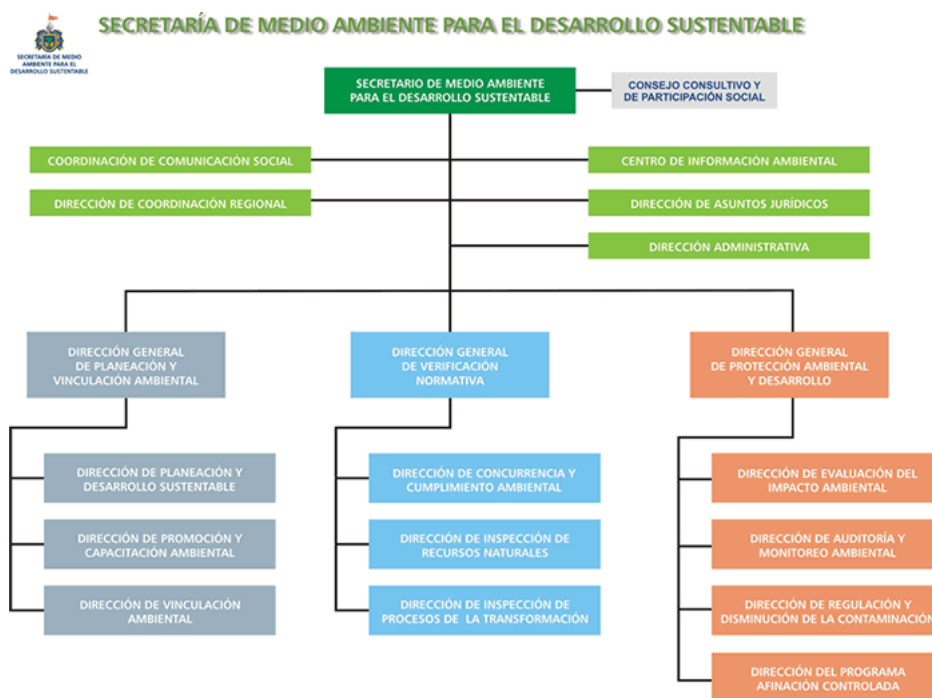 SECRETARÍA DE MEDIO AMBIENTE PARA EL DESARROLLO SUSTENTABLE
SECRETARÍA DE MEDIO
AMBIENTE PARA EL
DESARROLLO SUSTENTABLE
SECRETARIO DE MEDIO AMBIENTE
PARA EL DESARROLLO SUSTENTABLE
CONSEJO CONSULTIVO Y
DE PARTICIPACIÓN SOCIAL
COORDINACIÓN DE COMUNICACIÓN SOCIAL
CENTRO DE INFORMACIÓN AMBIENTAL
DIRECCIÓN DE COORDINACIÓN REGIONAL
DIRECCIÓN DE ASUNTOS JURÍDICOS
DIRECCIÓN ADMINISTRATIVA
DIRECCIÓN GENERAL
DE PLANEACIÓN Y
VINCULACIÓN AMBIENTAL
DIRECCIÓN GENERAL
DE VERIFICACIÓN
NORMATIVA
DIRECCIÓN GENERAL
DE PROTECCIÓN AMBIENTAL
Y DESARROLLO
DIRECCIÓN DE PLANEACIÓN Y
DESARROLLO SUSTENTABLE
DIRECCIÓN DE PROMOCIÓN Y
CAPACITACIÓN AMBIENTAL
DIRECCIÓN DE VINCULACIÓN
AMBIENTAL
DIRECCIÓN DE CONCURRENCIA Y
CUMPLIMIENTO AMBIENTAL
DIRECCIÓN DE INSPECCIÓN DE
RECURSOS NATURALES
DIRECCIÓN DE INSPECCIÓN DE
PROCESOS DE LA TRANSFORMACIÓN
DIRECCIÓN DE EVALUACIÓN DEL
IMPACTO AMBIENTAL
DIRECCIÓN DE AUDITORÍA Y
MONITOREO AMBIENTAL
DIRECCIÓN DE REGULACIÓN Y
DISMINUCIÓN DE LA CONTAMINACIÓN
DIRECCIÓN DEL PROGRAMA
AFINACIÓN CONTROLADA